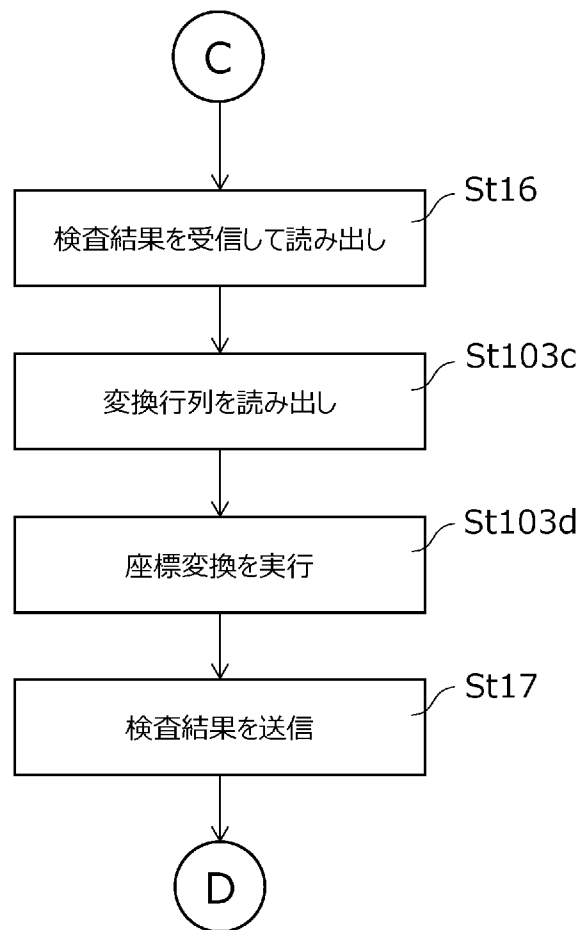 C
St16
検査結果を受信して読み出し
St103c
変換行列を読み出し
St103d
座標変換を実行
St17
検査結果を送信
D